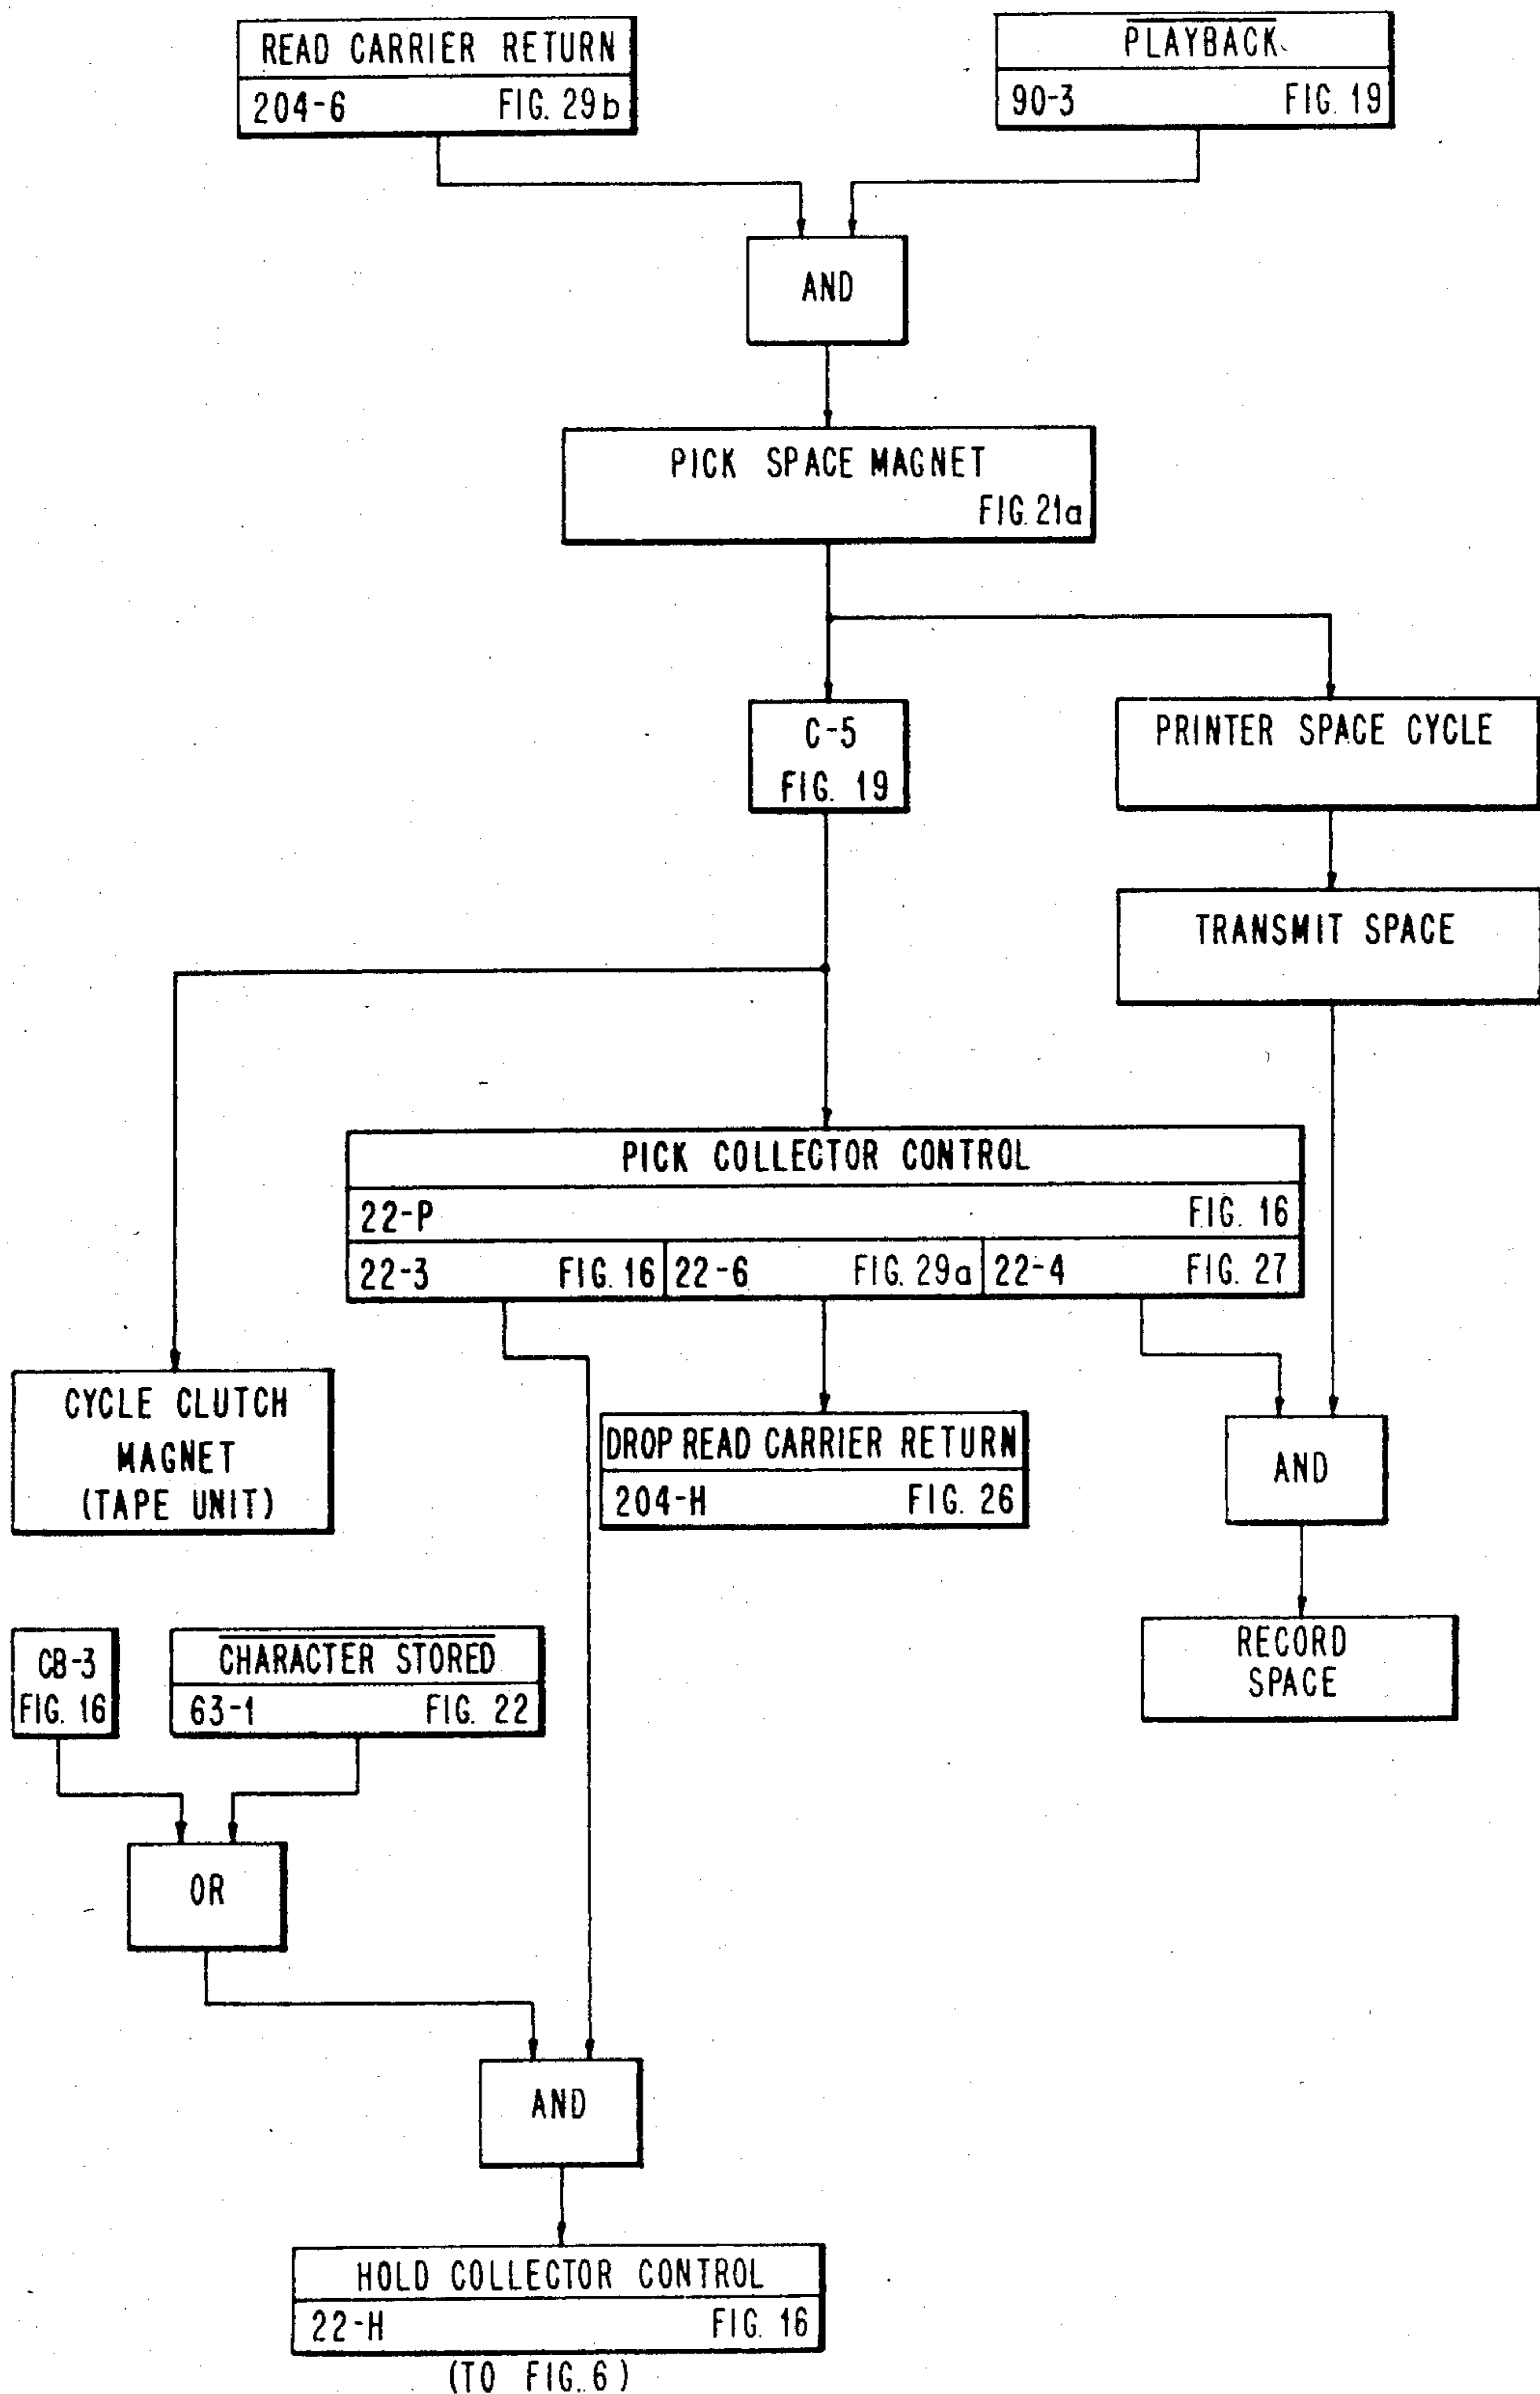 READ CARRIER RETURN
204-6 FIG. 29b
PLAYBACK
90-3 FIG. 19
AND
PICK SPACE MAGNET
FIG. 21a
C-5
FIG. 19
PRINTER SPACE CYCLE
TRANSMIT SPACE
PICK COLLECTOR CONTROL
22-P FIG. 16
22-3 FIG. 16 22-6 FIG. 29a 22-4 FIG. 27
CYCLE CLUTCH
MAGNET
(TAPE UNIT)
DROP READ CARRIER RETURN
204-H FIG. 26
AND
RECORD
SPACE
CB-3
FIG. 16
CHARACTER STORED
63-1 FIG. 22
OR
AND
HOLD COLLECTOR CONTROL
22-H FIG. 16
(TO FIG. 6)